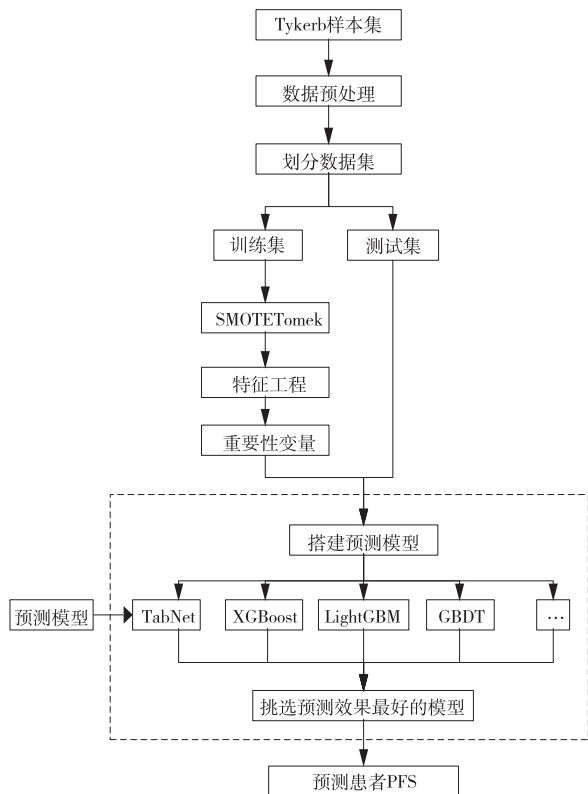 Tykerb样本集
数据预处理
划分数据集
训练集
测试集
SMOTETomek
特征工程
重要性变量
搭建预测模型
预测模型
TabNet
XGBoost
LightGBM
GBDT
…
挑选预测效果最好的模型
预测患者PFS